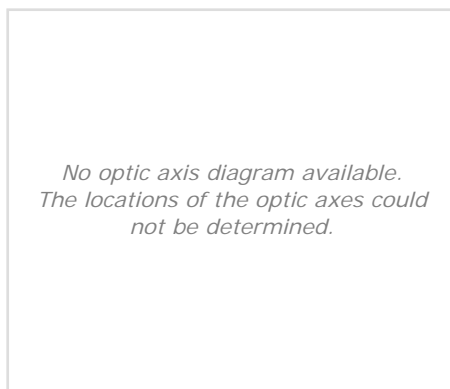 No optic axis diagram available.
The locations of the optic axes could
not be determined.